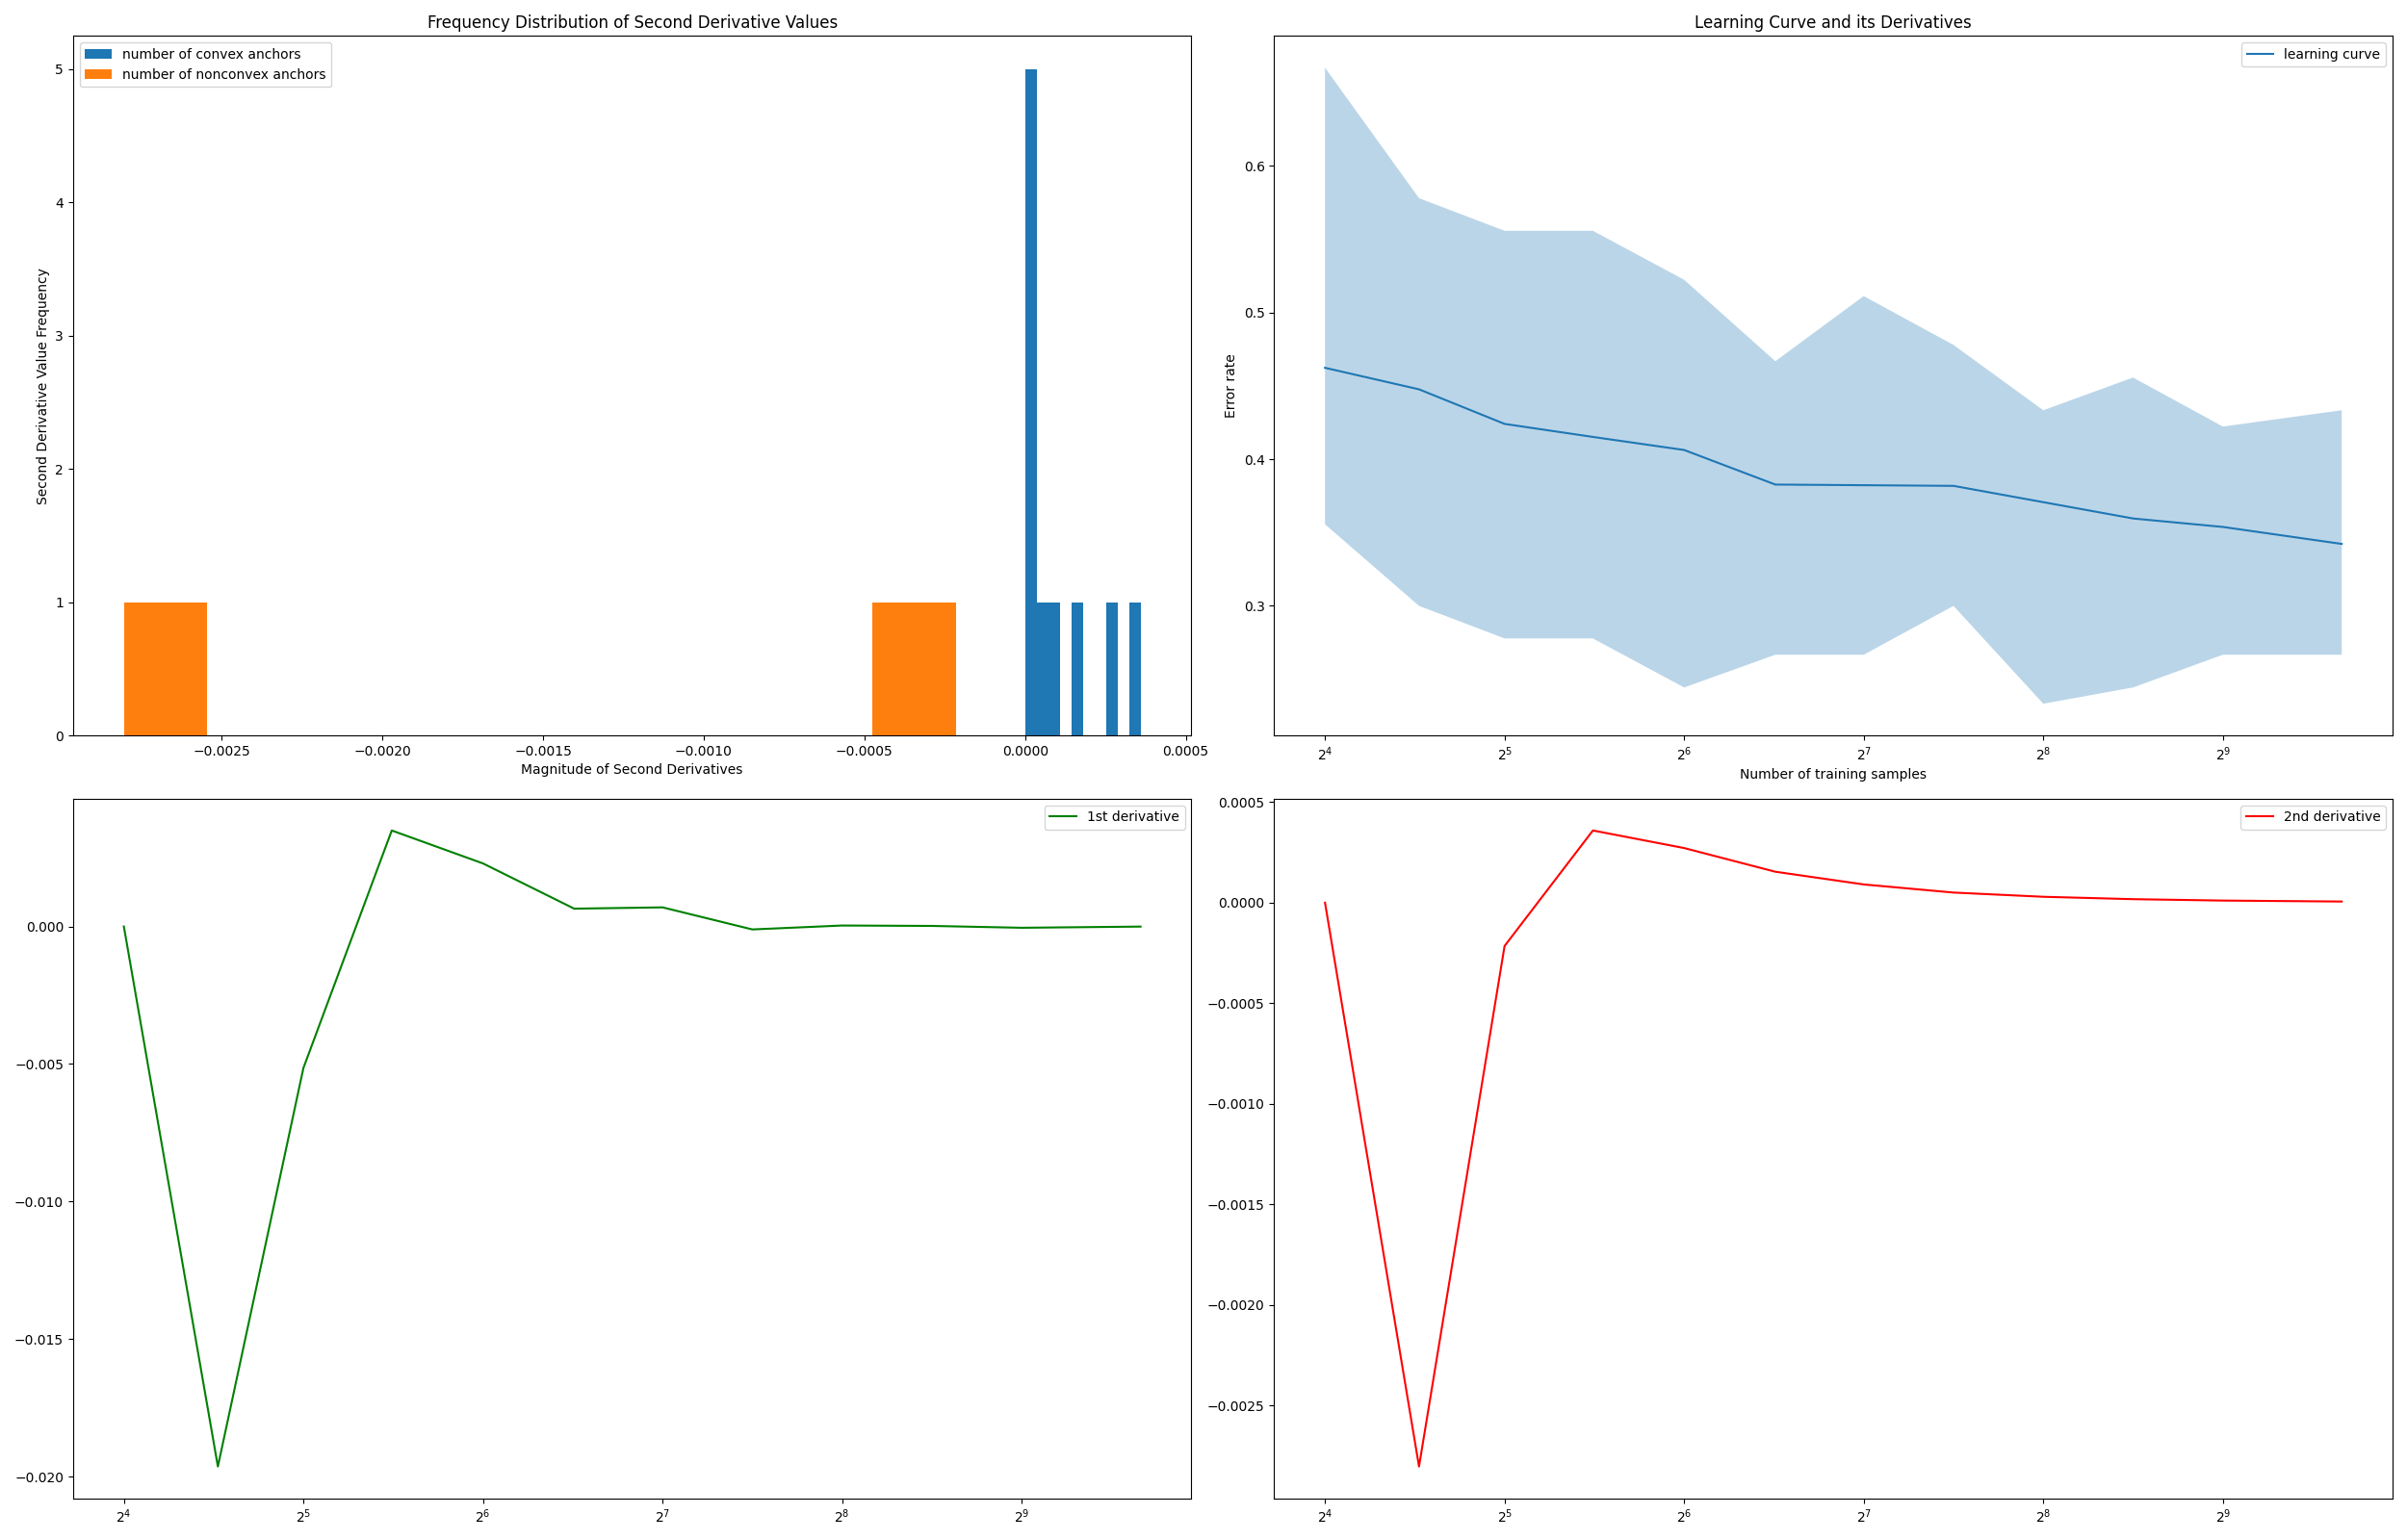 Frequency Distribution of Second Derivative Values
number of convex anchors
number of nonconvex anchors
Second Derivative Value Frequency
5
4
3
2
1
0
−0.0025 −0.0020 −0.0015 −0.0010 −0.0005 0.0000 0.0005
Magnitude of Second Derivatives
Learning Curve and its Derivatives
learning curve
Error rate
0.6
0.5
0.4
0.3
2⁴ 2⁵ 2⁶ 2⁷ 2⁸ 2⁹
Number of training samples
1st derivative
0.000
−0.005
−0.010
−0.015
−0.020
2⁴ 2⁵ 2⁶ 2⁷ 2⁸ 2⁹
2nd derivative
0.0005
0.0000
−0.0005
−0.0010
−0.0015
−0.0020
−0.0025
2⁴ 2⁵ 2⁶ 2⁷ 2⁸ 2⁹